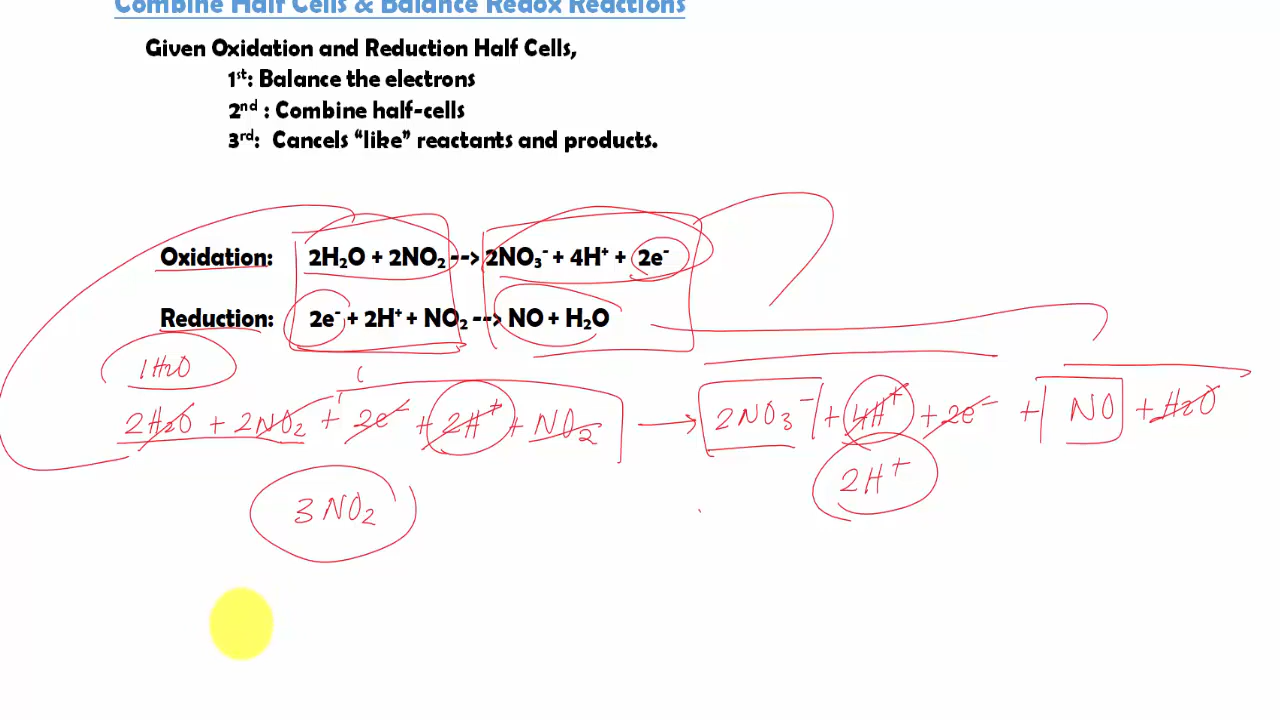 Combine Half Cells & Balance Redox Reactions
Given Oxidation and Reduction Half Cells,
1st: Balance the electrons
2nd : Combine half-cells
3rd: Cancels “like” reactants and products.
Oxidation: 2H₂O + 2NO₂ --> 2NO₃⁻ + 4H⁺ + 2e⁻
Reduction: 2e⁻ + 2H⁺ + NO₂ --> NO + H₂O
1H₂O
2H₂O + 2NO₂ + 2e⁻ + 2H⁺ + NO₂ → 2NO₃⁻ + 4H⁺ + 2e⁻ + NO + H₂O
3NO₂ 2H⁺